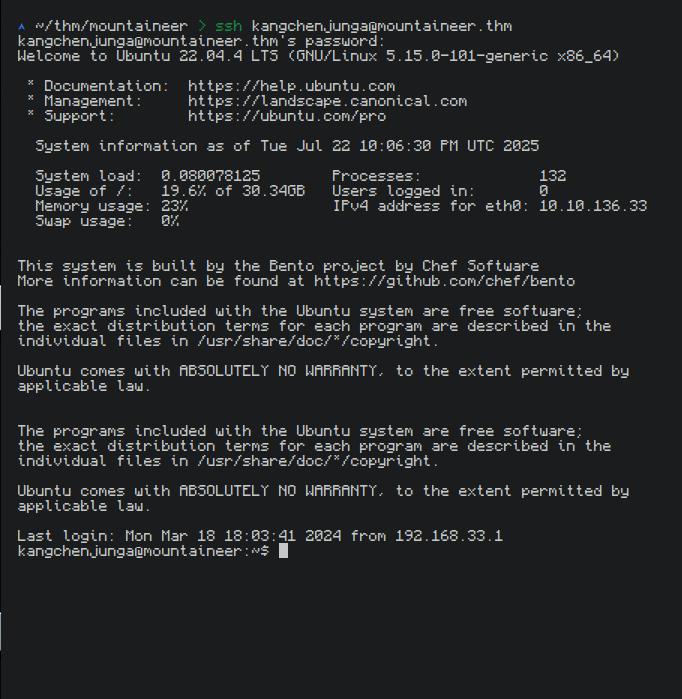 ~/thm/mountaineer > ssh kangchenjunga@mountaineer.thm
kangchenjunga@mountaineer.thm's password:
Welcome to Ubuntu 22.04.4 LTS (GNU/Linux 5.15.0-101-generic x86_64)
* Documentation:  https://help.ubuntu.com
* Management:     https://landscape.canonical.com
* Support:        https://ubuntu.com/pro
System information as of Tue Jul 22 10:06:30 PM UTC 2025
System load:  0.080078125        Processes:             132
Usage of /:   19.6% of 30.34GB   Users logged in:       0
Memory usage: 23%                IPv4 address for eth0: 10.10.136.33
Swap usage:   0%
This system is built by the Bento project by Chef Software
More information can be found at https://github.com/chef/bento
The programs included with the Ubuntu system are free software;
the exact distribution terms for each program are described in the
individual files in /usr/share/doc/*/copyright.
Ubuntu comes with ABSOLUTELY NO WARRANTY, to the extent permitted by
applicable law.
The programs included with the Ubuntu system are free software;
the exact distribution terms for each program are described in the
individual files in /usr/share/doc/*/copyright.
Ubuntu comes with ABSOLUTELY NO WARRANTY, to the extent permitted by
applicable law.
Last login: Mon Mar 18 18:03:41 2024 from 192.168.33.1
kangchenjunga@mountaineer:~$